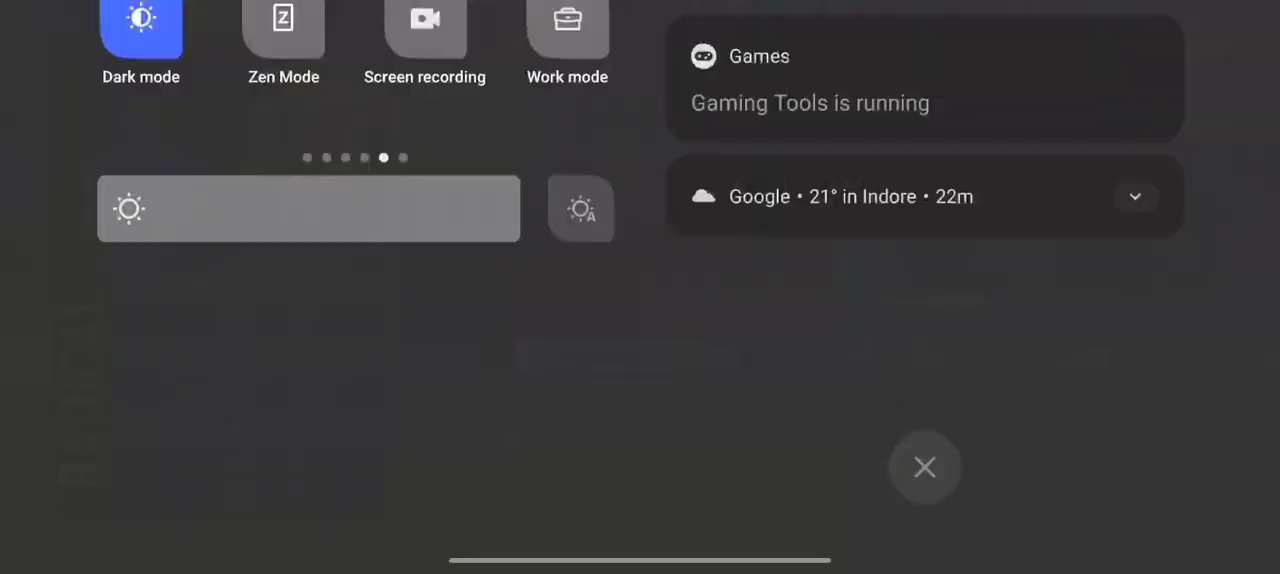 Dark mode
Zen Mode
Screen recording
Work mode
Games
Gaming Tools is running
Google • 21° in Indore • 22m